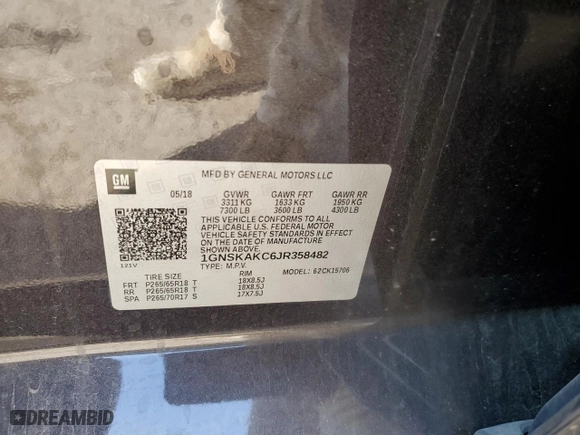 GM
MFD BY GENERAL MOTORS LLC
05/18 GVWR GAWR FRT GAWR RR
3311 KG 1633 KG 1950 KG
7300 LB 3600 LB 4300 LB
THIS VEHICLE CONFORMS TO ALL
APPLICABLE U.S. FEDERAL MOTOR
VEHICLE SAFETY STANDARDS IN EFFECT
ON THE DATE OF MANUFACTURE
SHOWN ABOVE.
1GNSKAKC6JR358482
121V
TYPE: M.P.V. MODEL: 62CK15706
TIRE SIZE RIM
FRT P265/65R18 T 18X8.5J
RR P265/65R18 T 18X8.5J
SPA P265/70R17 S 17X7.5J
DREAMBID